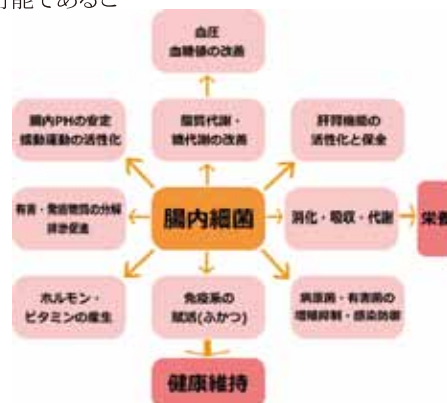 可能であるこ
血圧
血糖値の改善
腸内PHの安定
蠕動運動の活性化
脂質代謝・
糖代謝の改善
肝腎機能の
活性化と保全
有害・発癌物質の分解
排泄促進
腸内細菌
消化・吸収・代謝
栄養
ホルモン・
ビタミンの産生
免疫系の
賦活(ふかつ)
病原菌・有害菌の
増殖抑制・感染防御
健康維持